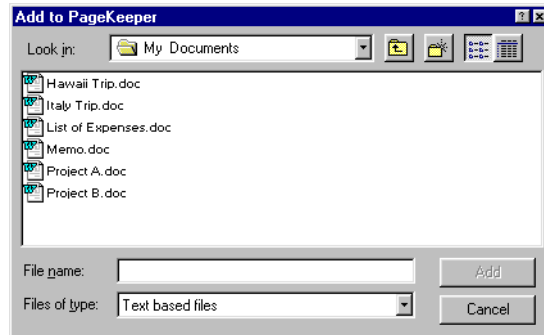 Add to PageKeeper
Look in: My Documents
Hawaii Trip.doc
Italy Trip.doc
List of Expenses.doc
Memo.doc
Project A.doc
Project B.doc
File name: Add
Files of type: Text based files Cancel